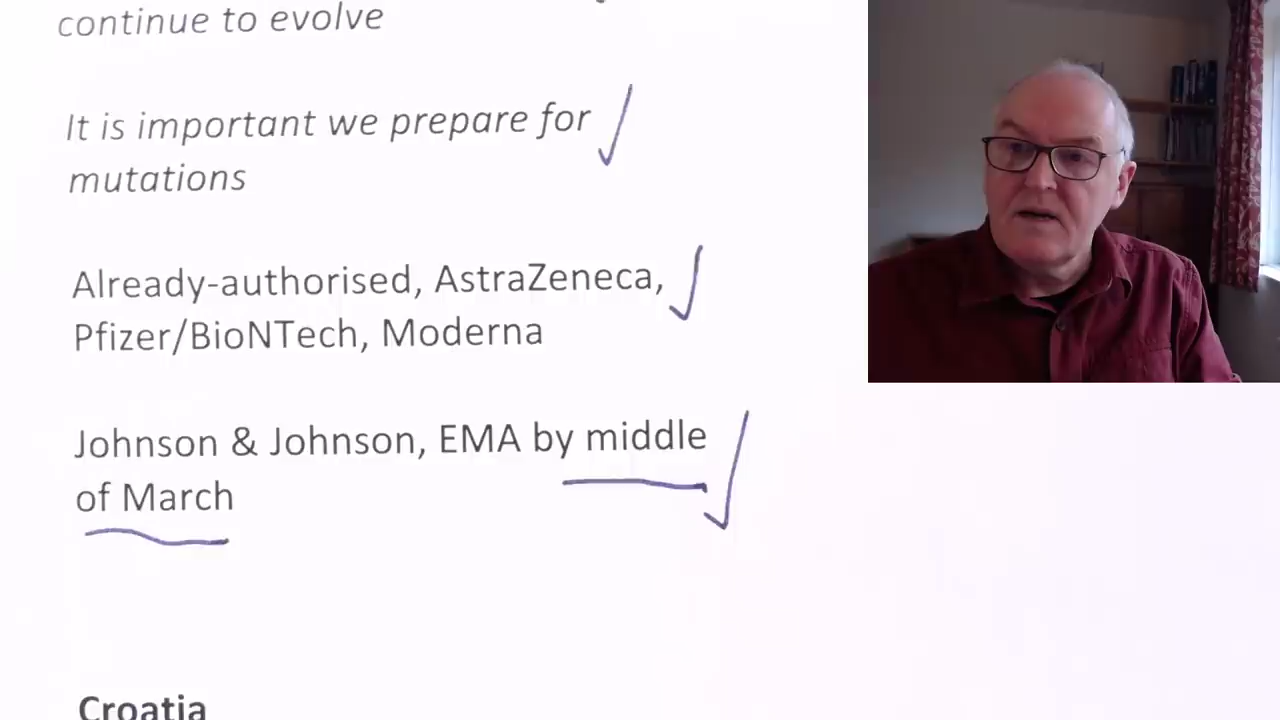 continue to evolve
It is important we prepare for
mutations
Already-authorised, AstraZeneca,
Pfizer/BioNTech, Moderna
Johnson & Johnson, EMA by middle
of March
Croatia